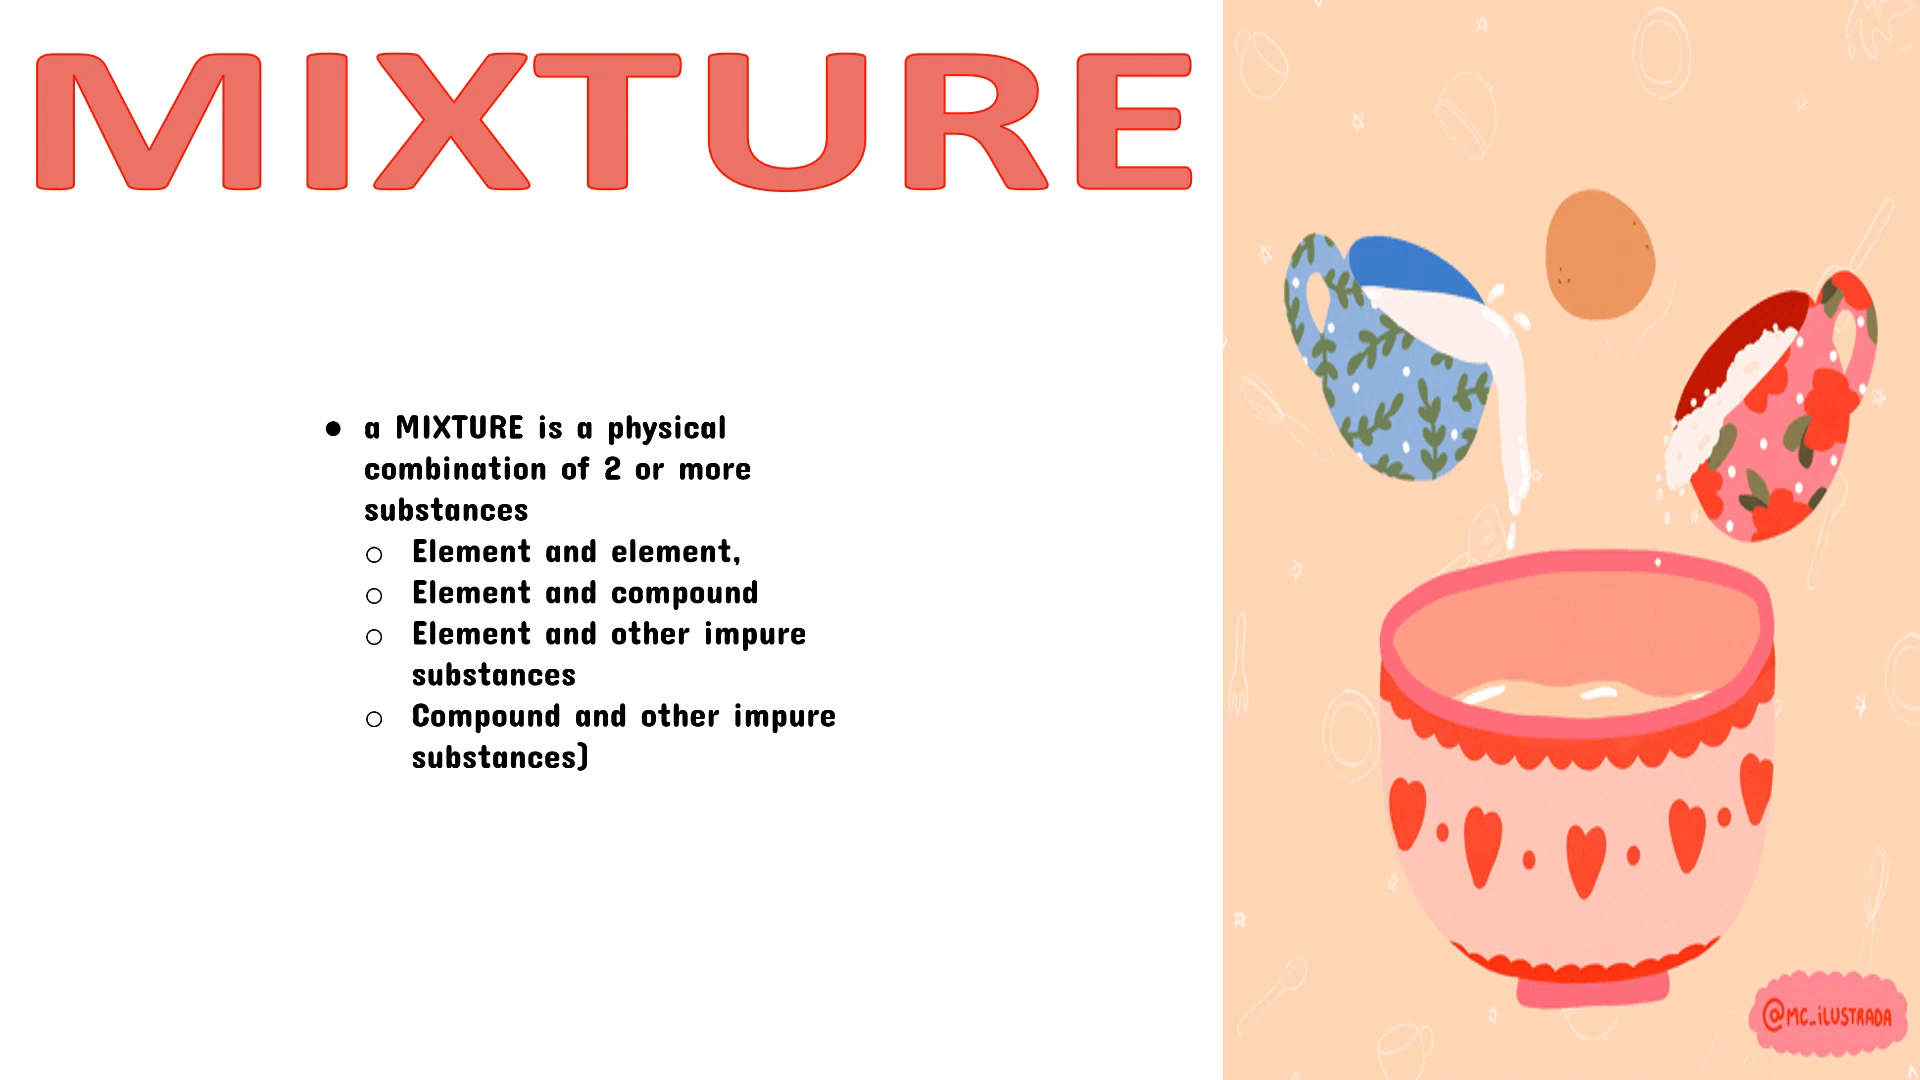 MIXTURE
● a MIXTURE is a physical
combination of 2 or more
substances
○ Element and element,
○ Element and compound
○ Element and other impure
substances
○ Compound and other impure
substances)
@MC_iLUSTRADA